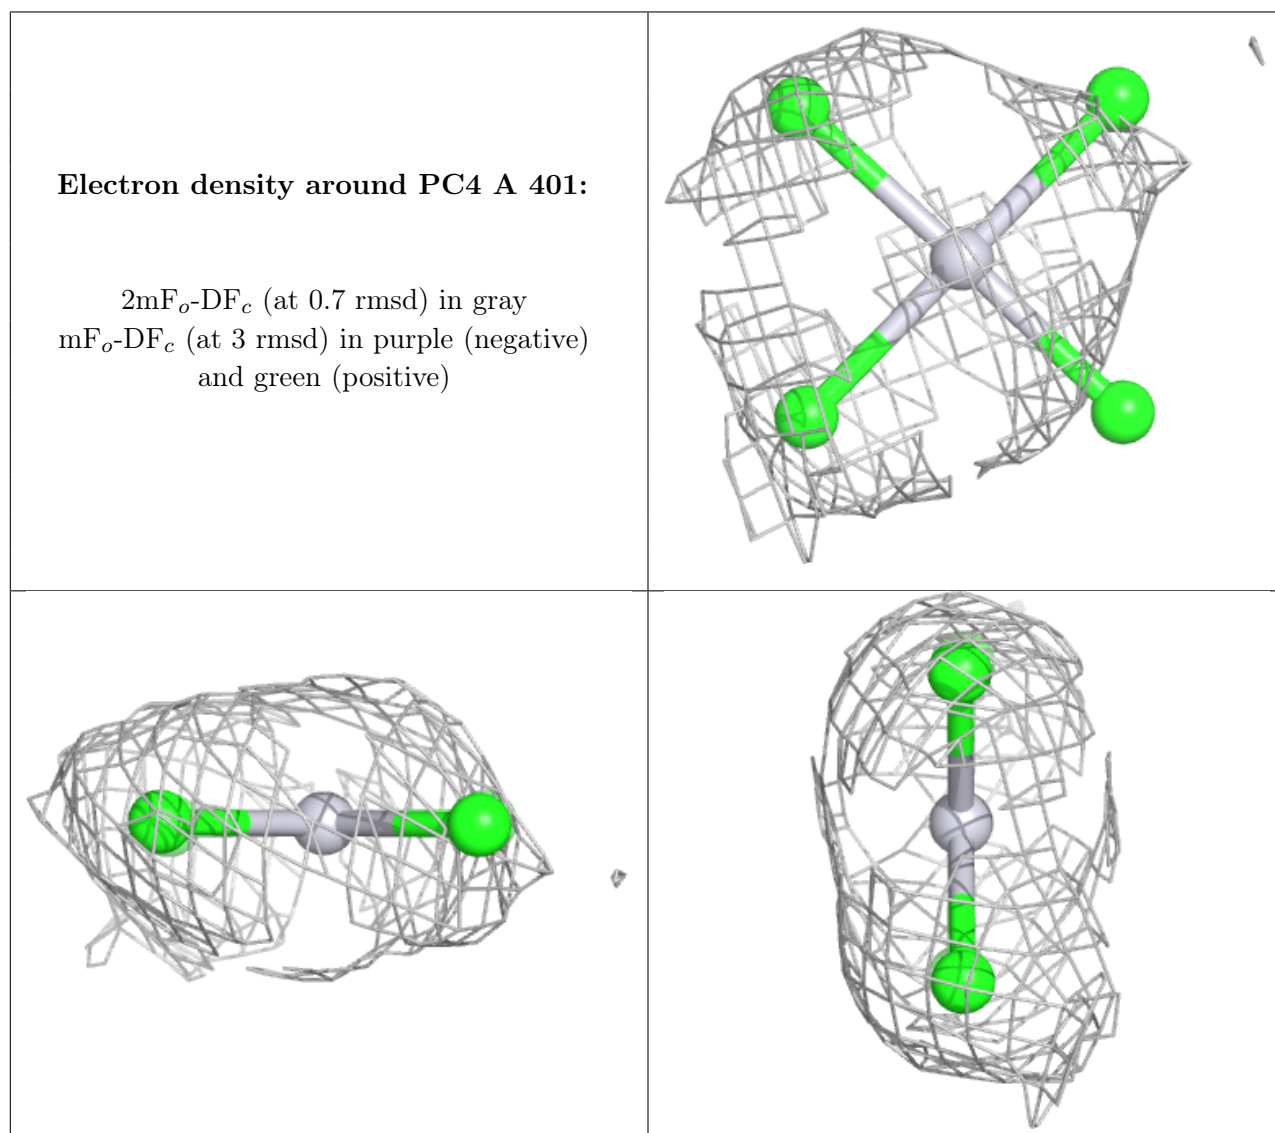 Electron density around PC4 A 401:
2mFₒ-DF𝒸 (at 0.7 rmsd) in gray
mFₒ-DF𝒸 (at 3 rmsd) in purple (negative)
and green (positive)